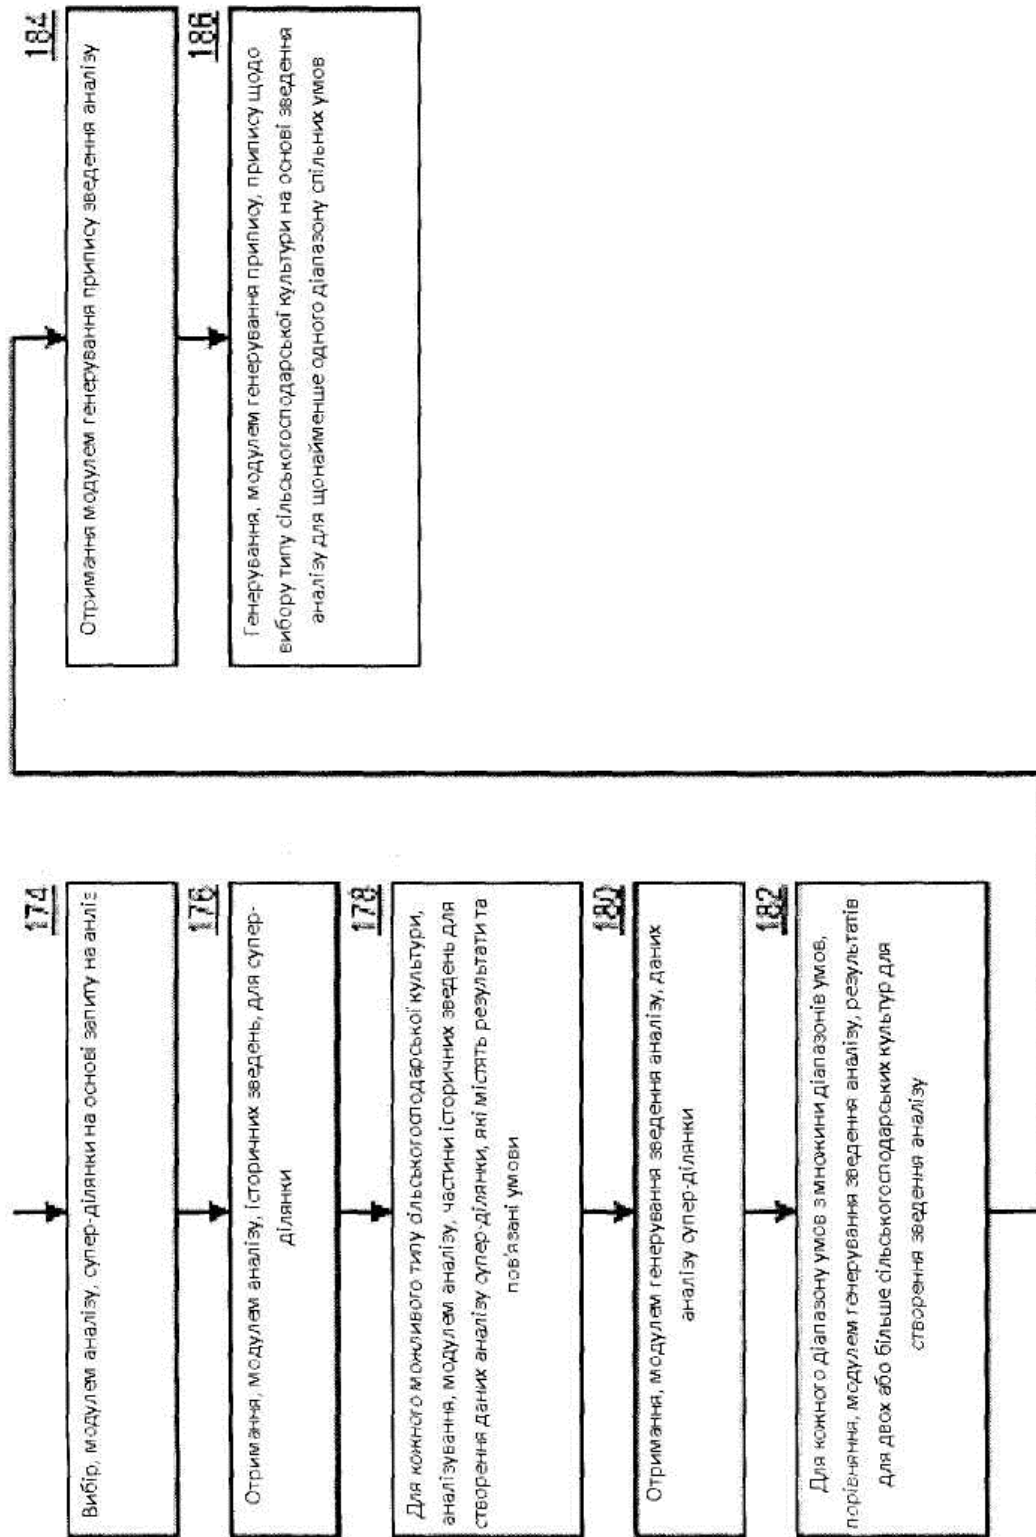 174
Вибір, модулем аналізу, супер-ділянки на основі запиту на анліз
176
Отримання, модулем аналізу, історичних зведень, для супер-
ділянки
178
Для кожного можливого типу сільськогосподарської культури,
аналізування, модулем аналізу, частини історичних зведень для
створення даних аналізу супер-ділянки, які містять результати та
пов'язані умови
180
Отримання, модулем генерування зведення аналізу, даних
аналізу супер-ділянки
182
Для кожного діапазону умов з множини діапазонів умов,
порівняння, модулем генерування зведення аналізу, результатів
для двох або більше сільськогосподарських культур для
створення зведення аналізу
184
Отримання модулем генерування припису зведення аналізу
186
Генерування, модулем генерування припису, припису щодо
вибору типу сільськогосподарської культури на основі зведення
аналізу для щонайменше одного діапазону спільних умов